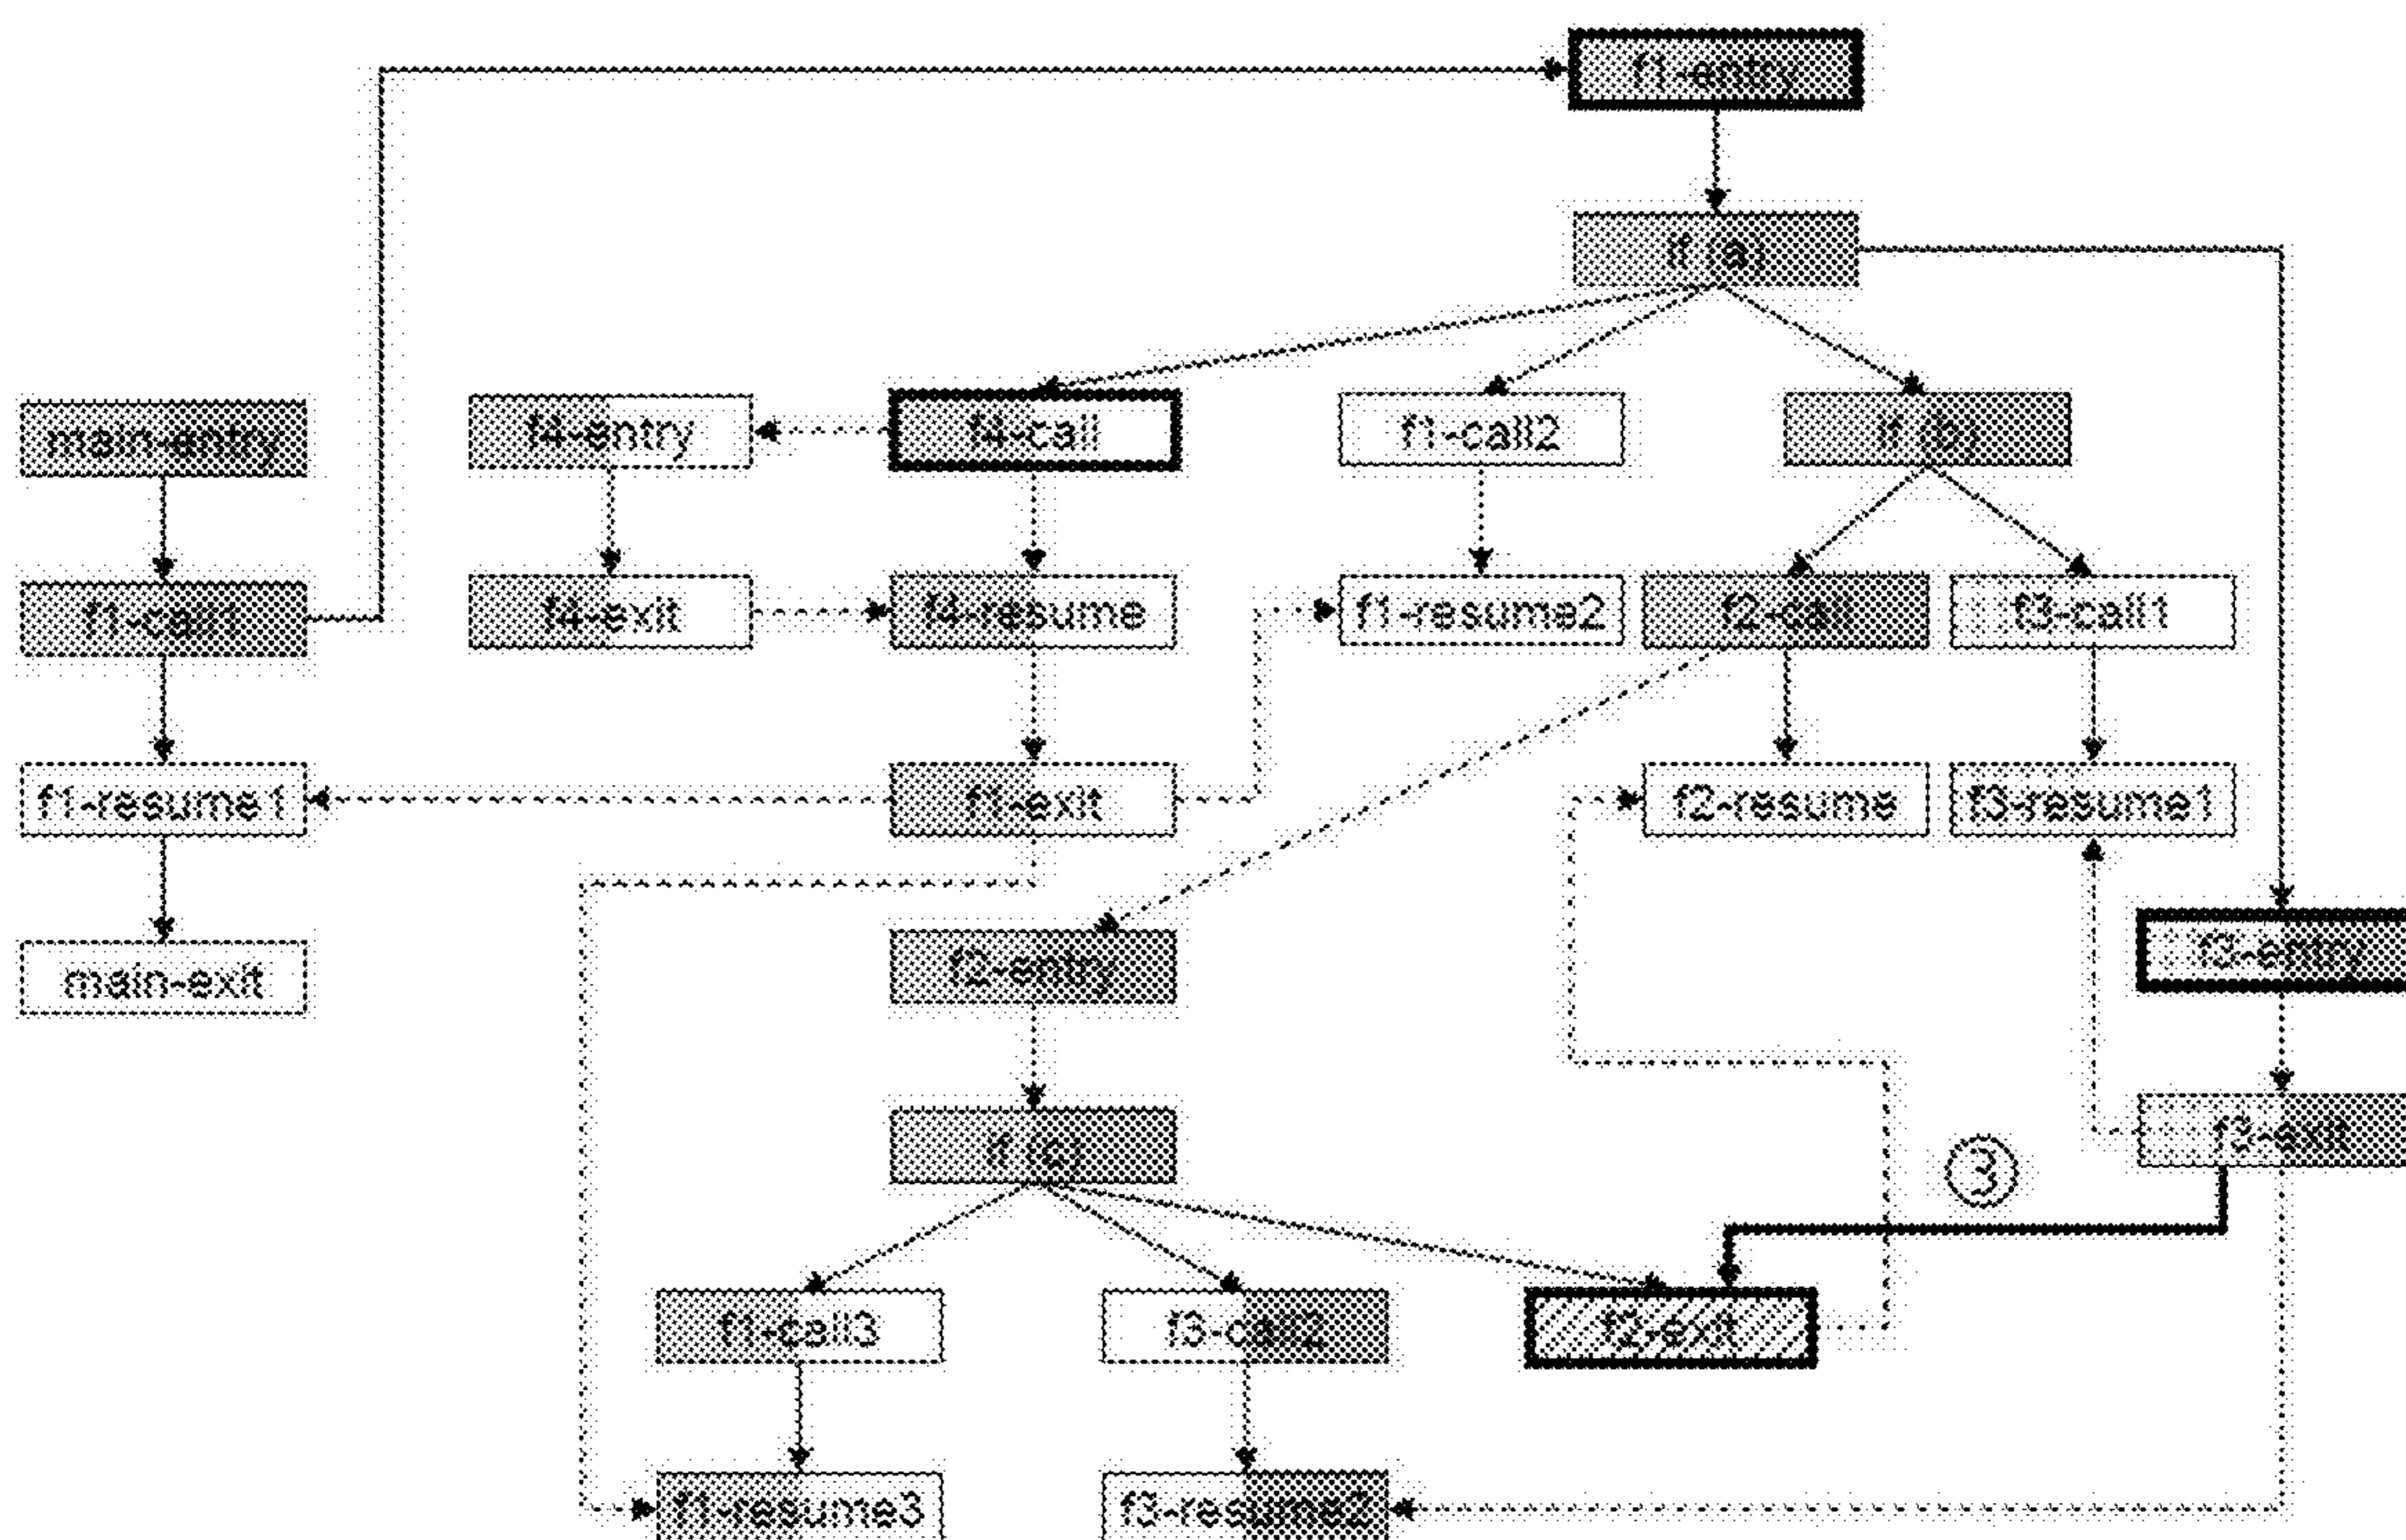 f1-entry
if (a)
main-entry
f4-entry
f4-call
f1-call2
if (b)
f1-call1
f4-exit
f4-resume
f1-resume2
f2-call
f3-call1
f1-resume1
f1-exit
f2-resume
f3-resume1
main-exit
f2-entry
f3-entry
if (c)
③
f3-exit
f1-call3
f3-call2
f2-exit
f1-resume3
f3-resume2